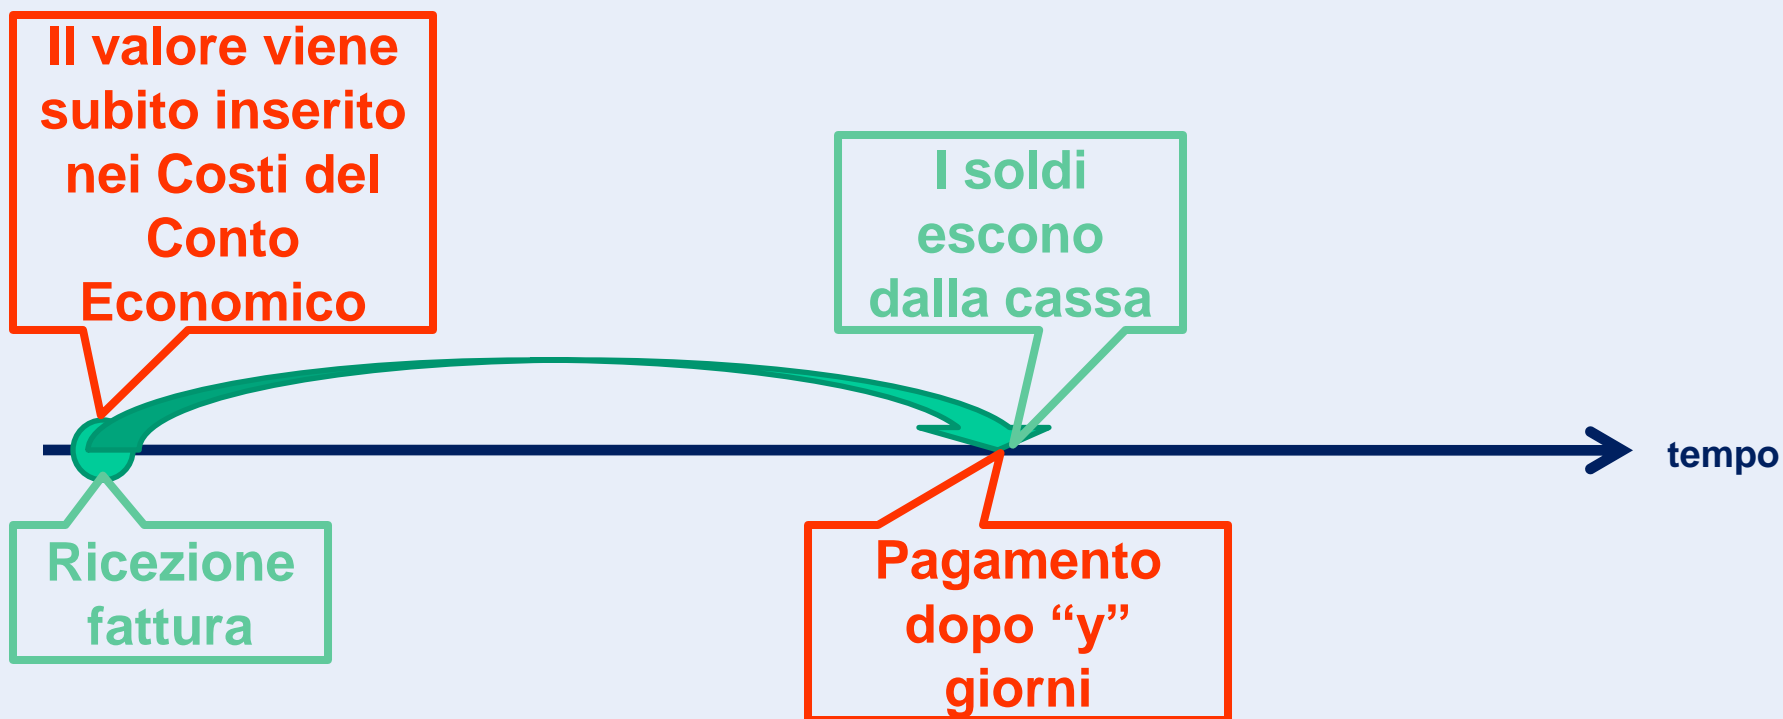 Il valore viene
subito inserito
nei Costi del
Conto
Economico
I soldi
escono
dalla cassa
tempo
Ricezione
fattura
Pagamento
dopo “y”
giorni